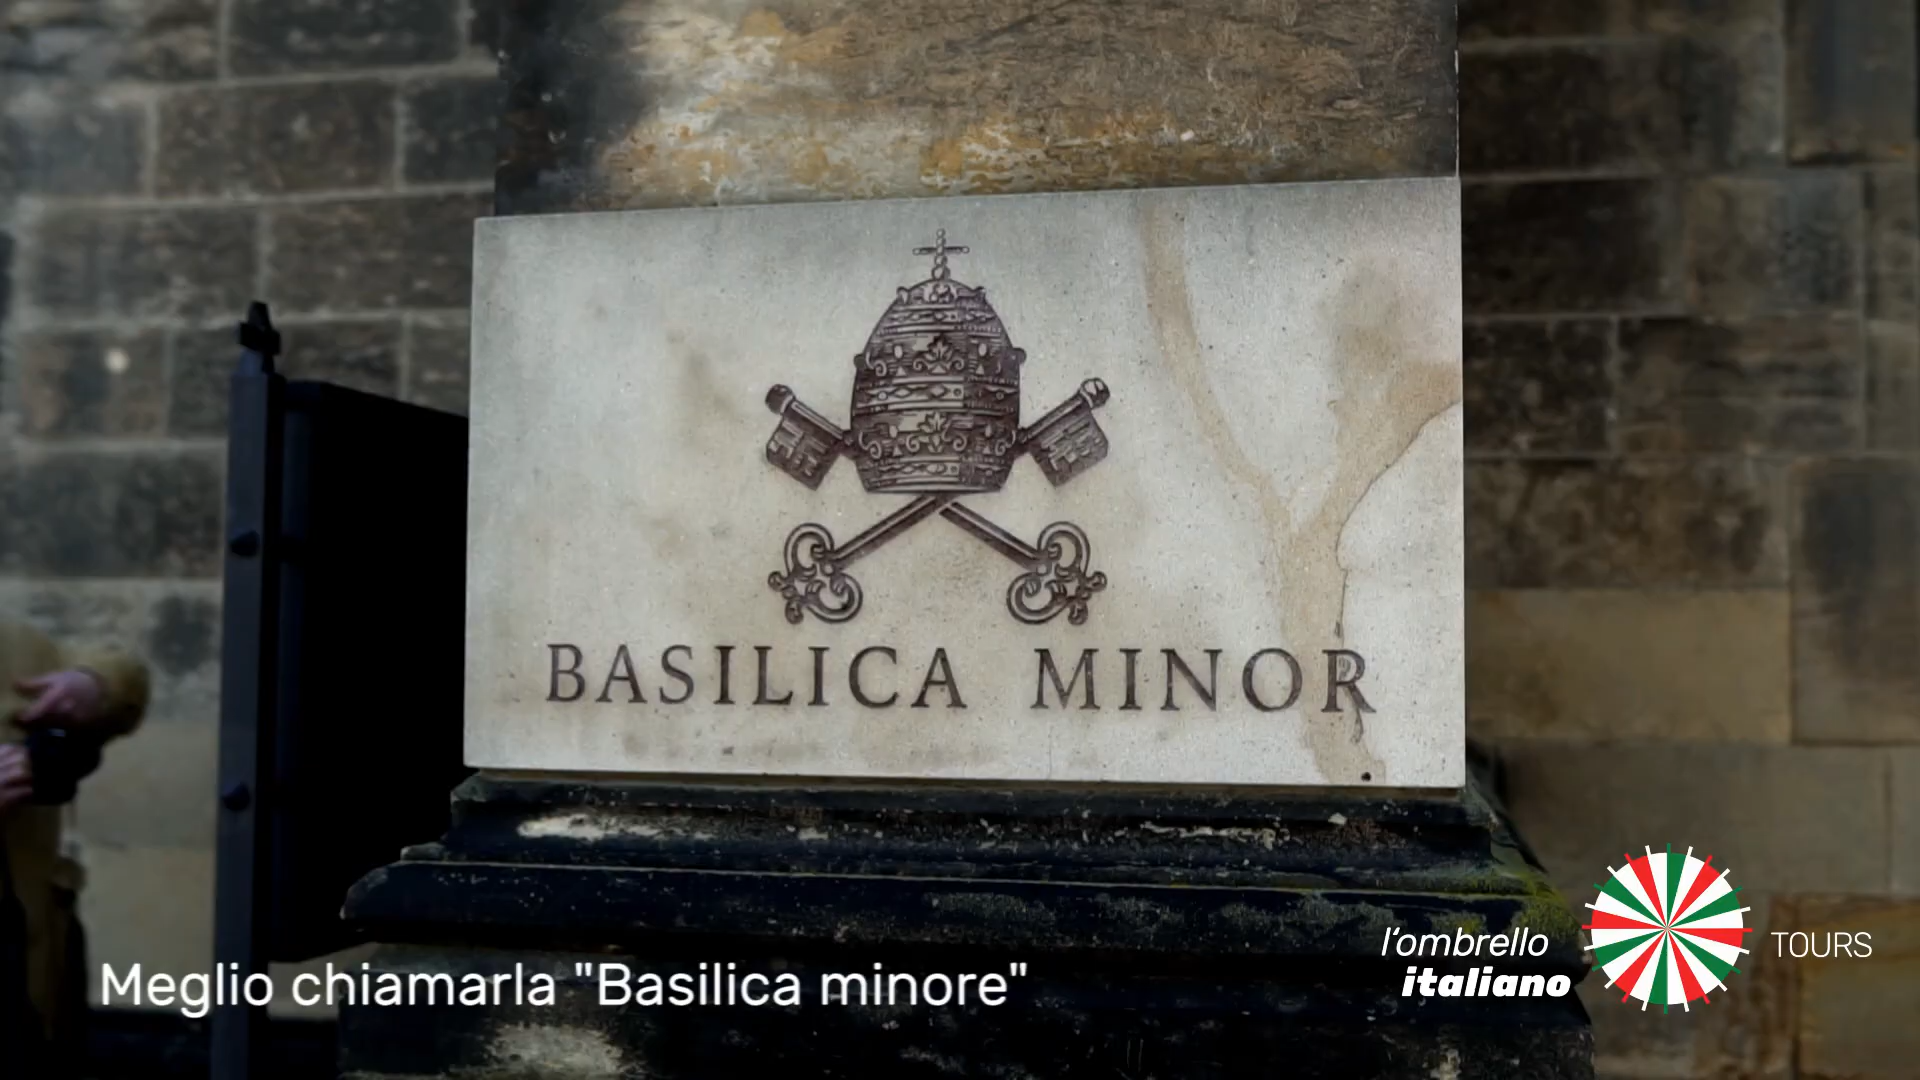 BASILICA MINOR
Meglio chiamarla "Basilica minore"
l'ombrello
italiano
TOURS